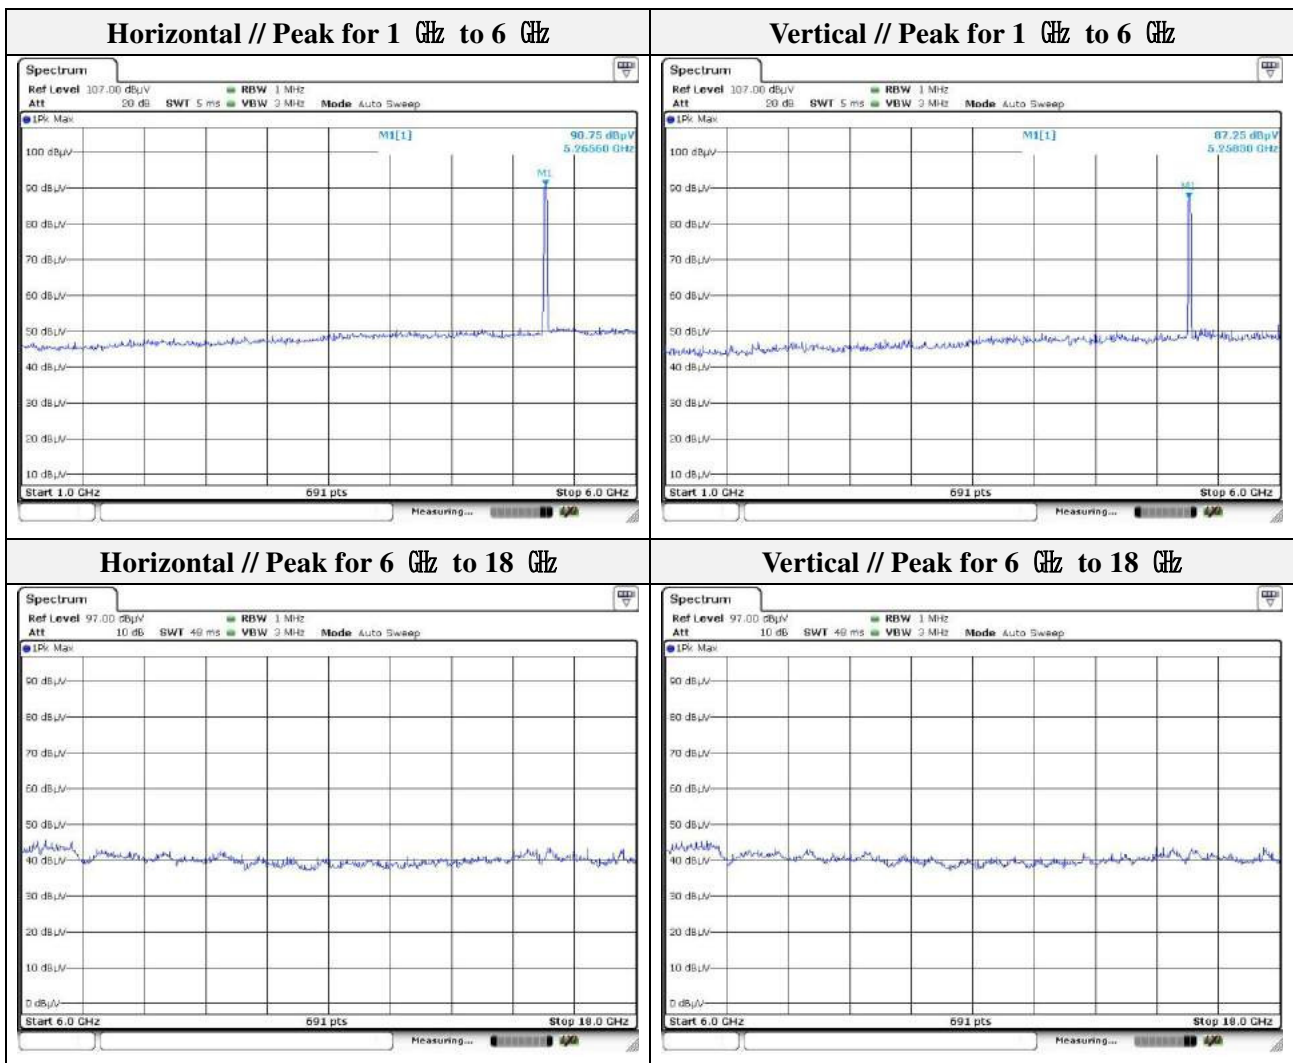 Horizontal // Peak for 1 ㎓ to 6 ㎓
Vertical // Peak for 1 ㎓ to 6 ㎓
Spectrum
Ref Level 107.00 dBµV RBW 1 MHz
Att 20 dB SWT 5 ms VBW 3 MHz Mode Auto Sweep
1Pk Max
M1[1] 90.75 dBµV
5.26560 GHz
M1
100 dBµV
90 dBµV
80 dBµV
70 dBµV
60 dBµV
50 dBµV
40 dBµV
30 dBµV
20 dBµV
10 dBµV
Start 1.0 GHz 691 pts Stop 6.0 GHz
Measuring...
Spectrum
Ref Level 107.00 dBµV RBW 1 MHz
Att 20 dB SWT 5 ms VBW 3 MHz Mode Auto Sweep
1Pk Max
M1[1] 87.25 dBµV
5.25830 GHz
M1
100 dBµV
90 dBµV
80 dBµV
70 dBµV
60 dBµV
50 dBµV
40 dBµV
30 dBµV
20 dBµV
10 dBµV
Start 1.0 GHz 691 pts Stop 6.0 GHz
Measuring...
Horizontal // Peak for 6 ㎓ to 18 ㎓
Vertical // Peak for 6 ㎓ to 18 ㎓
Spectrum
Ref Level 97.00 dBµV RBW 1 MHz
Att 10 dB SWT 48 ms VBW 3 MHz Mode Auto Sweep
1Pk Max
90 dBµV
80 dBµV
70 dBµV
60 dBµV
50 dBµV
40 dBµV
30 dBµV
20 dBµV
10 dBµV
0 dBµV
Start 6.0 GHz 691 pts Stop 18.0 GHz
Measuring...
Spectrum
Ref Level 97.00 dBµV RBW 1 MHz
Att 10 dB SWT 48 ms VBW 3 MHz Mode Auto Sweep
1Pk Max
90 dBµV
80 dBµV
70 dBµV
60 dBµV
50 dBµV
40 dBµV
30 dBµV
20 dBµV
10 dBµV
0 dBµV
Start 6.0 GHz 691 pts Stop 18.0 GHz
Measuring...